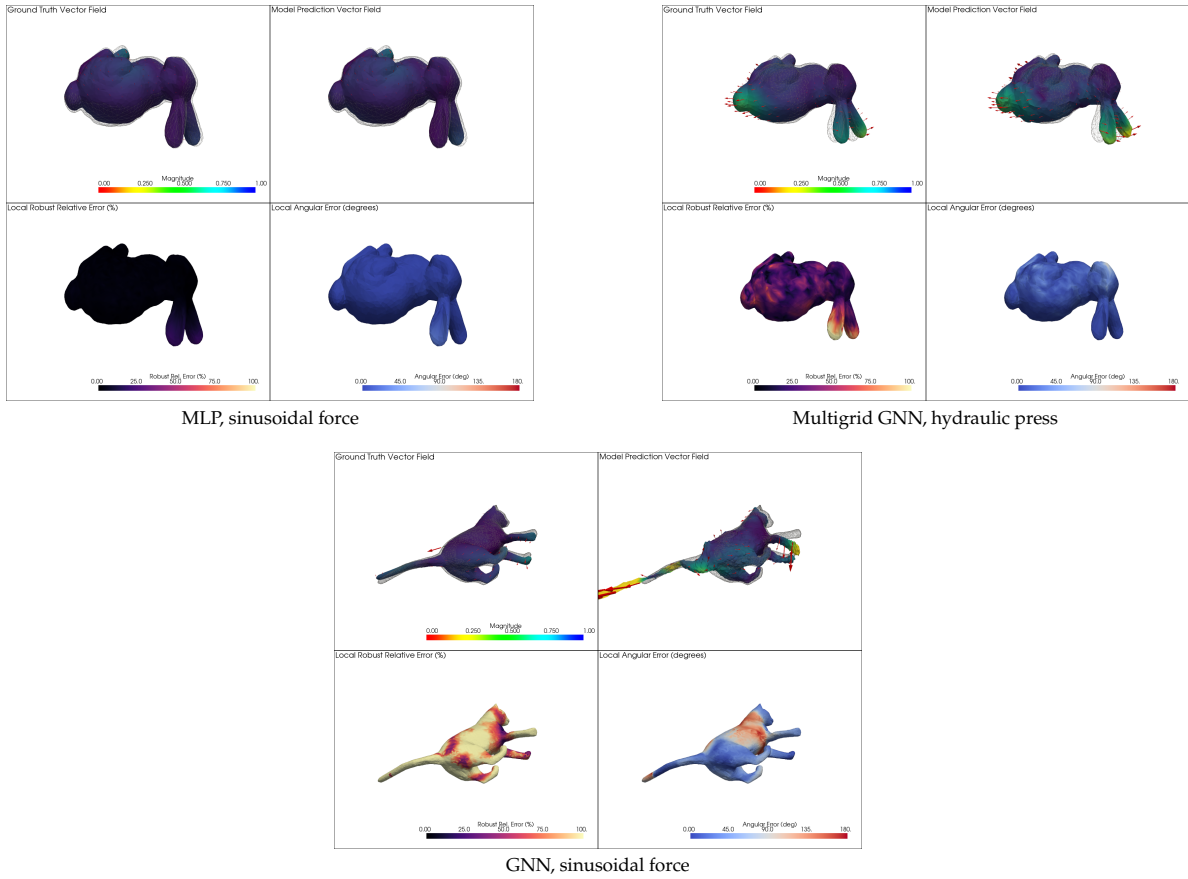 Ground Truth Vector Field
Model Prediction Vector Field
Magnitude
0.00 0.250 0.500 0.750 1.00
Local Robust Relative Error (%)
Local Angular Error (degrees)
Robust Rel. Error (%)
0.00 25.0 50.0 75.0 100.
Angular Error (deg)
0.00 45.0 90.0 135. 180.
MLP, sinusoidal force
Ground Truth Vector Field
Model Prediction Vector Field
Magnitude
0.00 0.250 0.500 0.750 1.00
Local Robust Relative Error (%)
Local Angular Error (degrees)
Robust Rel. Error (%)
0.00 25.0 50.0 75.0 100.
Angular Error (deg)
0.00 45.0 90.0 135. 180.
Multigrid GNN, hydraulic press
Ground Truth Vector Field
Model Prediction Vector Field
Magnitude
0.00 0.250 0.500 0.750 1.00
Local Robust Relative Error (%)
Local Angular Error (degrees)
Robust Rel. Error (%)
0.00 25.0 50.0 75.0 100.
Angular Error (deg)
0.00 45.0 90.0 135. 180.
GNN, sinusoidal force